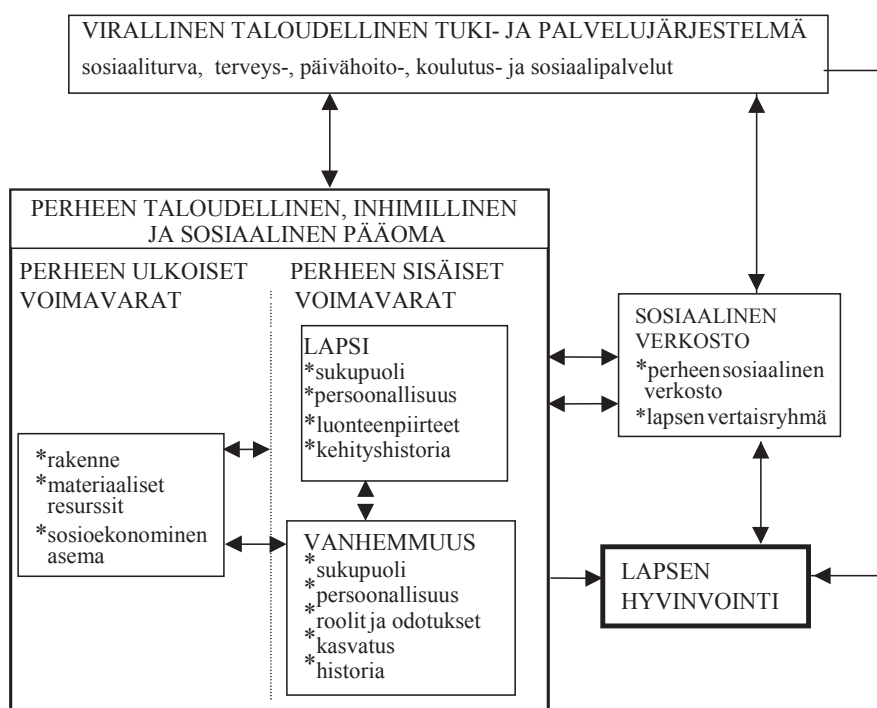 VIRALLINEN TALOUDELLINEN TUKI- JA PALVELUJÄRJESTELMÄ
sosiaaliturva, terveys-, päivähoito-, koulutus- ja sosiaalipalvelut
PERHEEN TALOUDELLINEN, INHIMILLINEN
JA SOSIAALINEN PÄÄOMA
PERHEEN ULKOISET
VOIMAVARAT
*rakenne
*materiaaliset
resurssit
*sosioekonominen
asema
PERHEEN SISÄISET
VOIMAVARAT
LAPSI
*sukupuoli
*persoonallisuus
*luonteenpiirteet
*kehityshistoria
VANHEMMUUS
*sukupuoli
*persoonallisuus
*roolit ja odotukset
*kasvatus
*historia
SOSIAALINEN
VERKOSTO
*perheen sosiaalinen
verkosto
*lapsen vertaisryhmä
LAPSEN
HYVINVOINTI